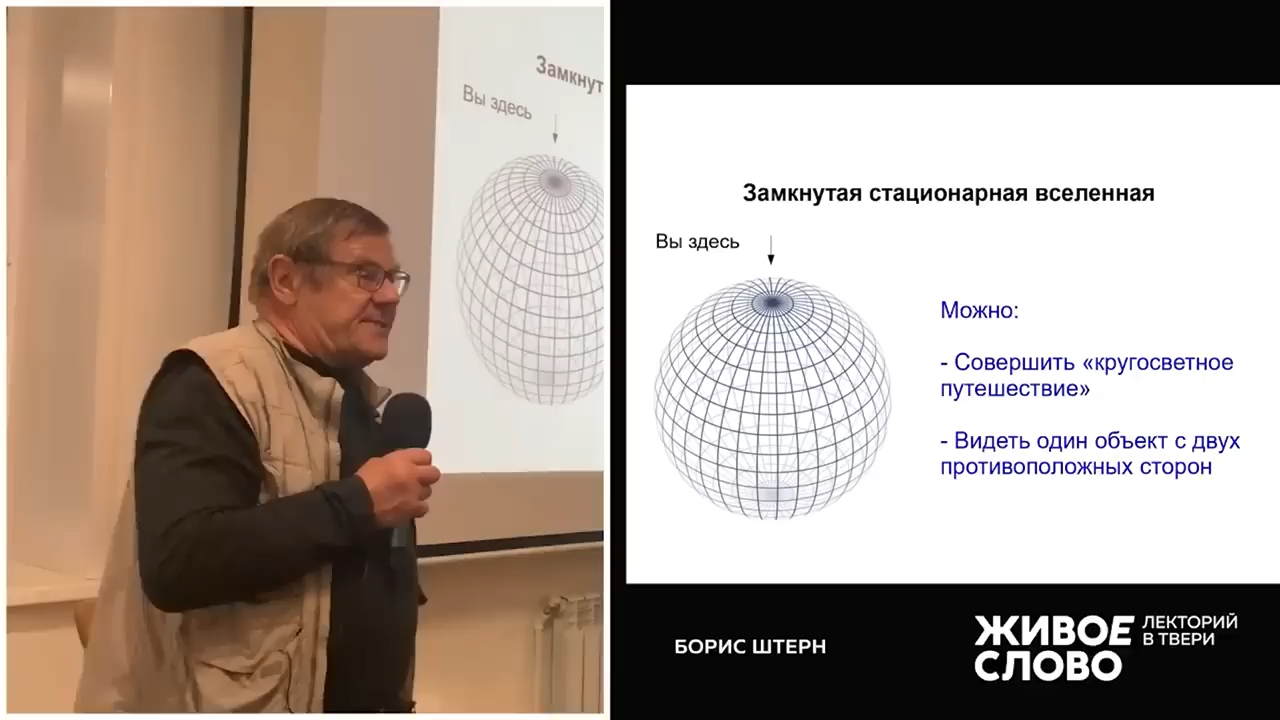 Замкнут
Вы здесь
Замкнутая стационарная вселенная
Вы здесь
Можно:
- Совершить «кругосветное
путешествие»
- Видеть один объект с двух
противоположных сторон
БОРИС ШТЕРН
ЖИВОЕ
СЛОВО
ЛЕКТОРИЙ
В ТВЕРИ